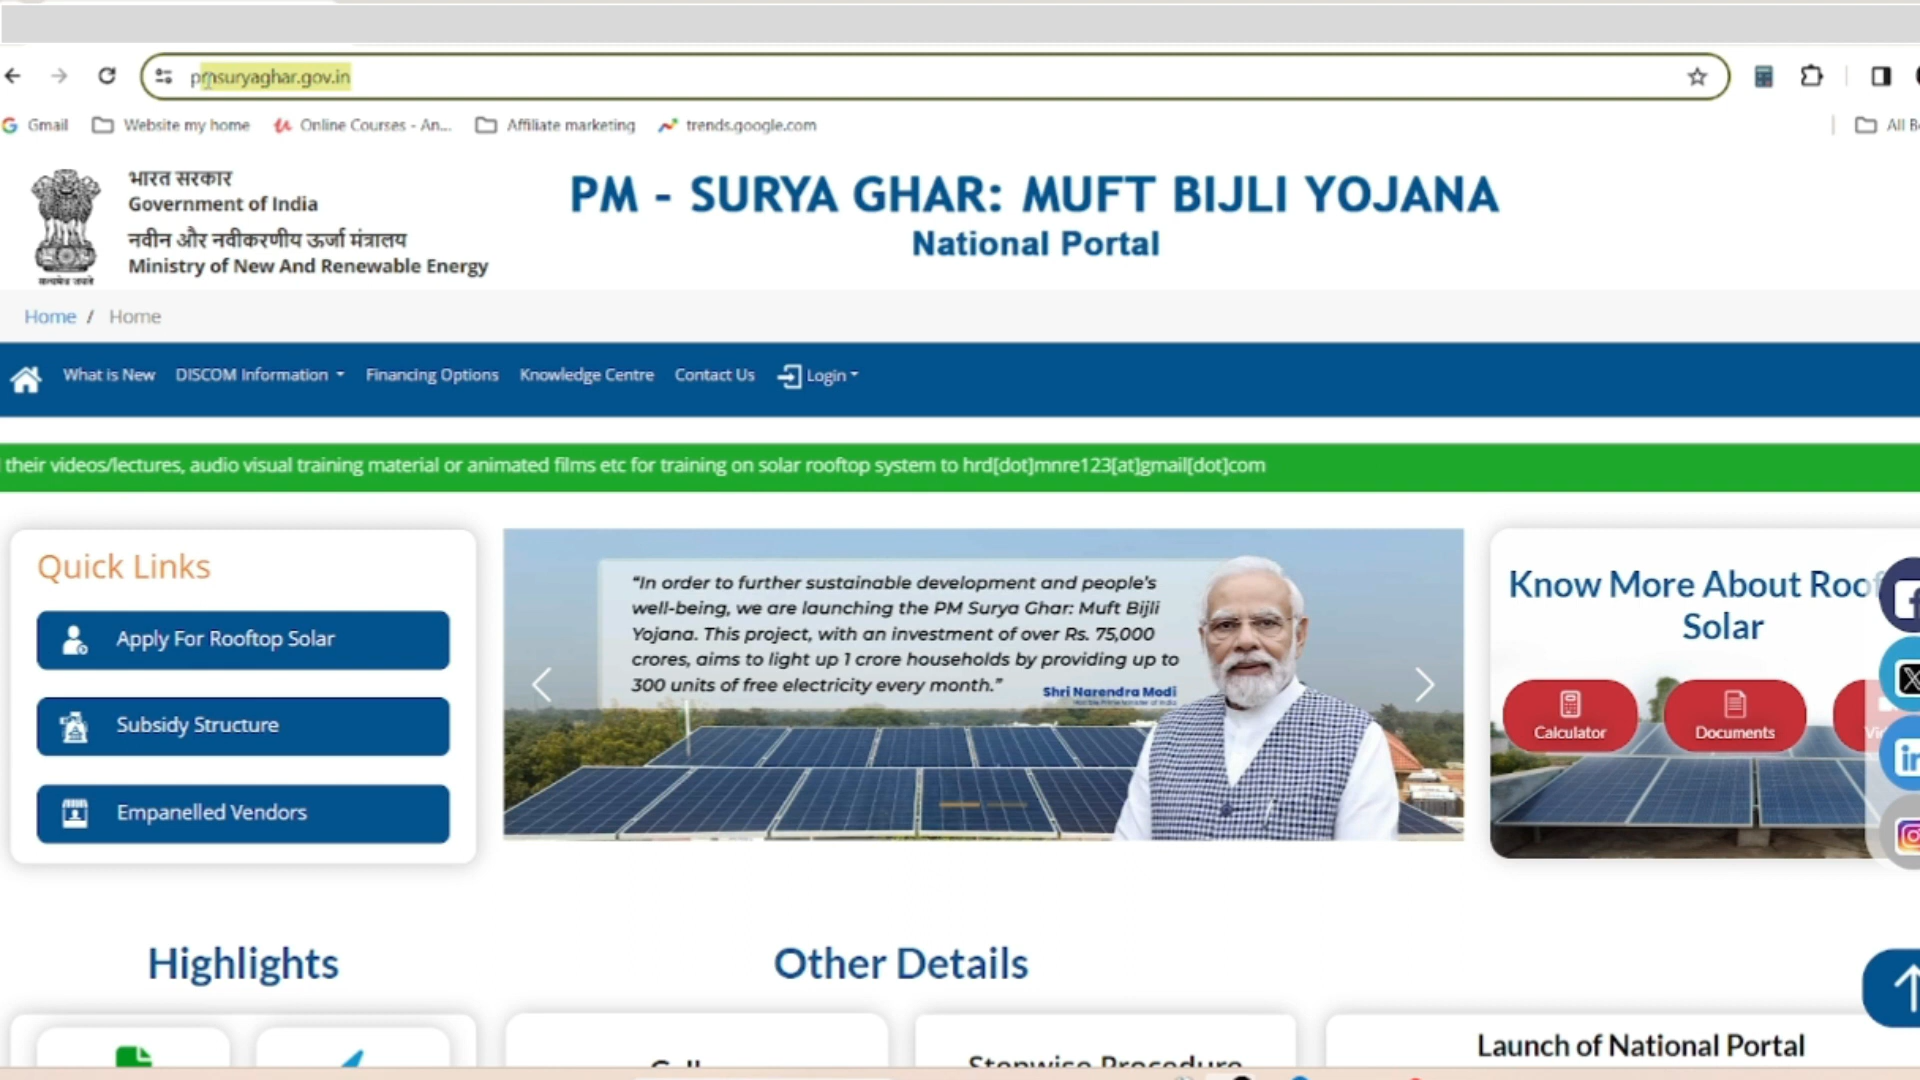 pmsuryaghar.gov.in
Gmail
Website my home
Online Courses - An...
Affiliate marketing
trends.google.com
भारत सरकार
Government of India
नवीन और नवीकरणीय ऊर्जा मंत्रालय
Ministry of New And Renewable Energy
सत्यमेव जयते
PM - SURYA GHAR: MUFT BIJLI YOJANA
National Portal
Home / Home
What is New
DISCOM Information
Financing Options
Knowledge Centre
Contact Us
Login
their videos/lectures, audio visual training material or animated films etc for training on solar rooftop system to hrd[dot]mnre123[at]gmail[dot]com
Quick Links
Apply For Rooftop Solar
Subsidy Structure
Empanelled Vendors
“In order to further sustainable development and people's
well-being, we are launching the PM Surya Ghar: Muft Bijli
Yojana. This project, with an investment of over Rs. 75,000
crores, aims to light up 1 crore households by providing up to
300 units of free electricity every month.”
Shri Narendra Modi
Know More About
Solar
Calculator
Documents
Highlights
Other Details
Stepwise Procedure
Launch of National Portal